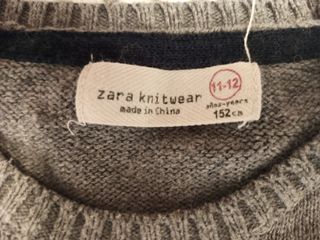 zara knitwear
made in China
11-12
años-years
152cm